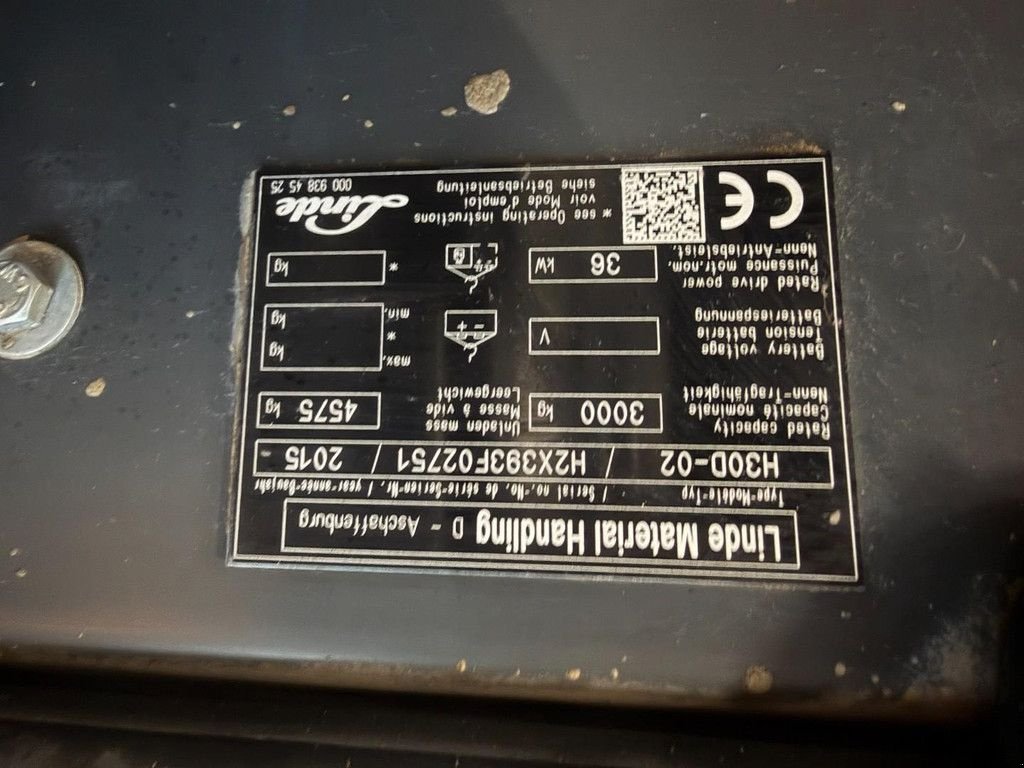 Linde Material Handling D - Aschaffenburg
Type-Modele-Typ / Serial no.-No. de série-Serien-Nr. / year-année-Baujahr
H30D-02 / H2X393F02751 / 2015
Rated capacity
Capacité nominale
Nenn-Tragfähigkeit
3000 kg
Unladen mass
Masse à vide
Leergewicht
4575 kg
Battery voltage
Tension batterie
Batteriespannung
V
- +
max.
*
min.
kg
kg
Rated drive power
Puissance motr.nom.
Nenn-Antriebsleist.
36 kW
*
kg
CE
* see Operating instructions
voir Mode d'emploi
siehe Betriebsanleitung
Linde
000 938 45 25